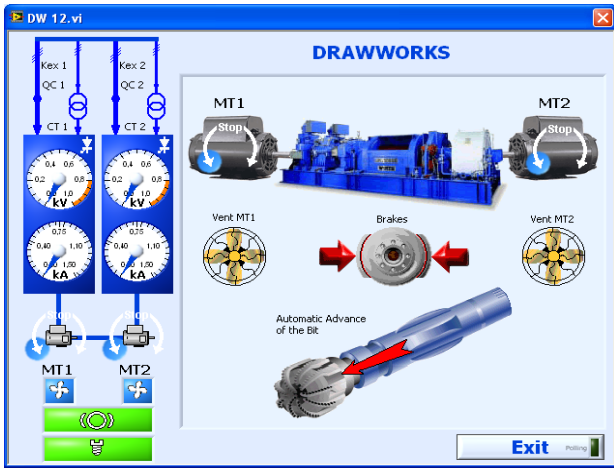 DW 12.vi
DRAWWORKS
Kex 1
Kex 2
QC 1
QC 2
CT 1
CT 2
0,4 0,6
0,2 0,8
0 1,0
kV
0,4 0,6
0,2 0,8
0 1,0
kV
0,75
0,40 1,10
0,00 1,50
kA
0,75
0,40 1,10
0,00 1,50
kA
Stop
Stop
MT1
MT2
MT1
MT2
Stop
Stop
Vent MT1
Brakes
Vent MT2
Automatic Advance
of the Bit
Exit
Polling